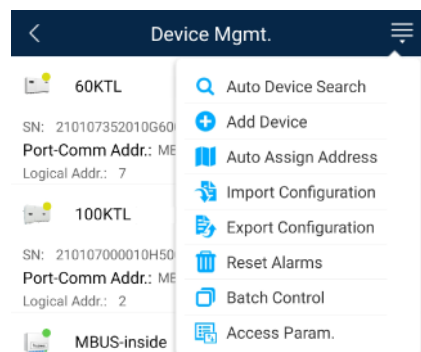 Device Mgmt.
60KTL
SN: 210107352010G60
Port-Comm Addr.: ME
Logical Addr.: 7
100KTL
SN: 210107000010H50
Port-Comm Addr.: ME
Logical Addr.: 2
MBUS-inside
Auto Device Search
Add Device
Auto Assign Address
Import Configuration
Export Configuration
Reset Alarms
Batch Control
Access Param.